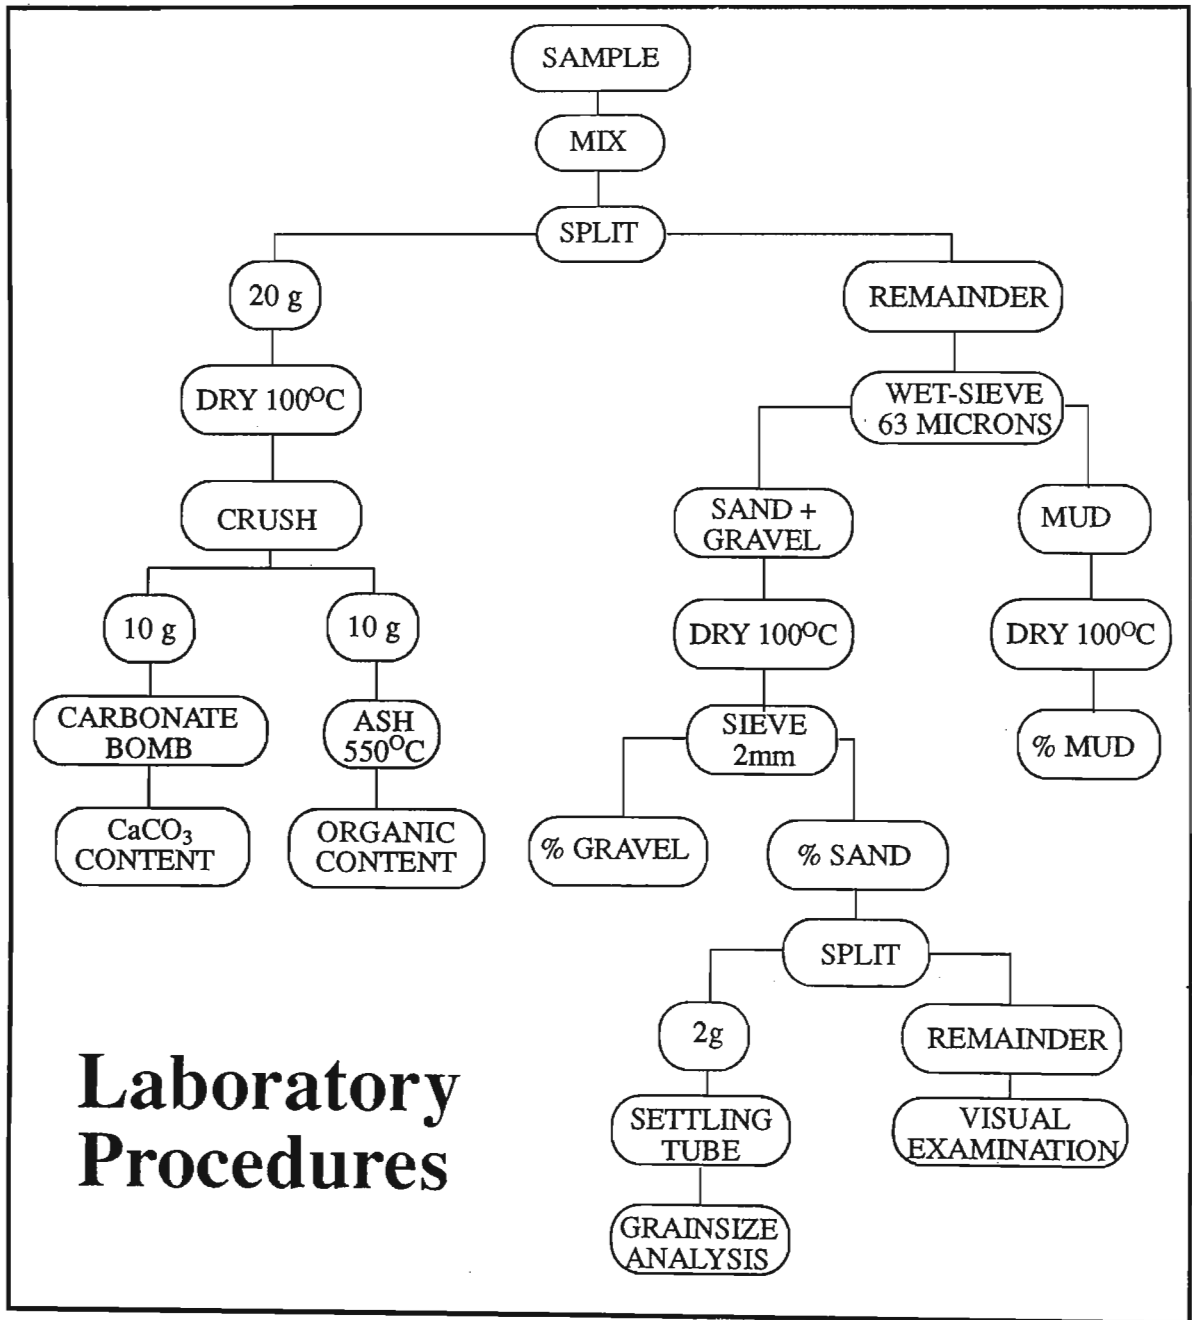 SAMPLE
MIX
SPLIT
20 g
REMAINDER
DRY 100°C
WET-SIEVE
63 MICRONS
CRUSH
SAND +
GRAVEL
MUD
10 g
10 g
DRY 100°C
DRY 100°C
CARBONATE
BOMB
ASH
550°C
SIEVE
2mm
% MUD
CaCO₃
CONTENT
ORGANIC
CONTENT
% GRAVEL
% SAND
SPLIT
2g
REMAINDER
SETTLING
TUBE
VISUAL
EXAMINATION
GRAINSIZE
ANALYSIS
Laboratory
Procedures